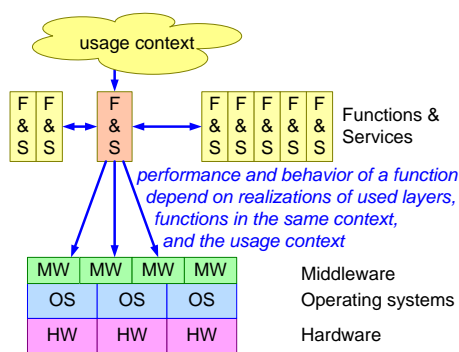 usage context
F F F F F F F F
& & & & & & & &
S S S S S S S S
Functions &
Services
performance and behavior of a function
depend on realizations of used layers,
functions in the same context,
and the usage context
MW MW MW MW
Middleware
OS OS OS
Operating systems
HW HW HW
Hardware